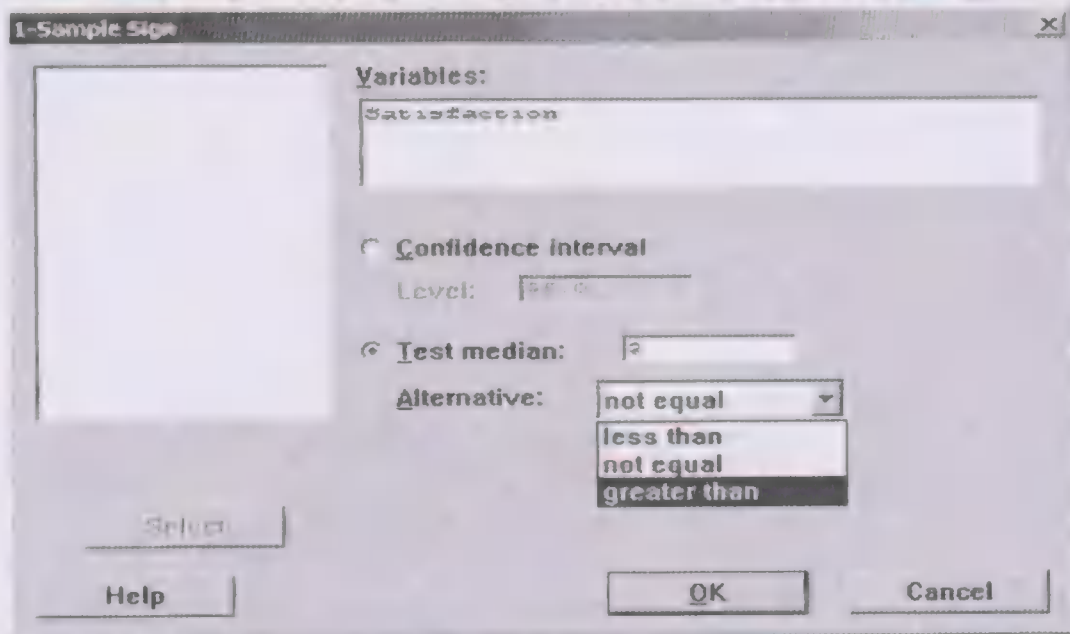 1-Sample Sign
Variables:
Satisfaction
Confidence interval
Level:
Test median:
Alternative:
not equal
less than
not equal
greater than
Select
Help
OK
Cancel